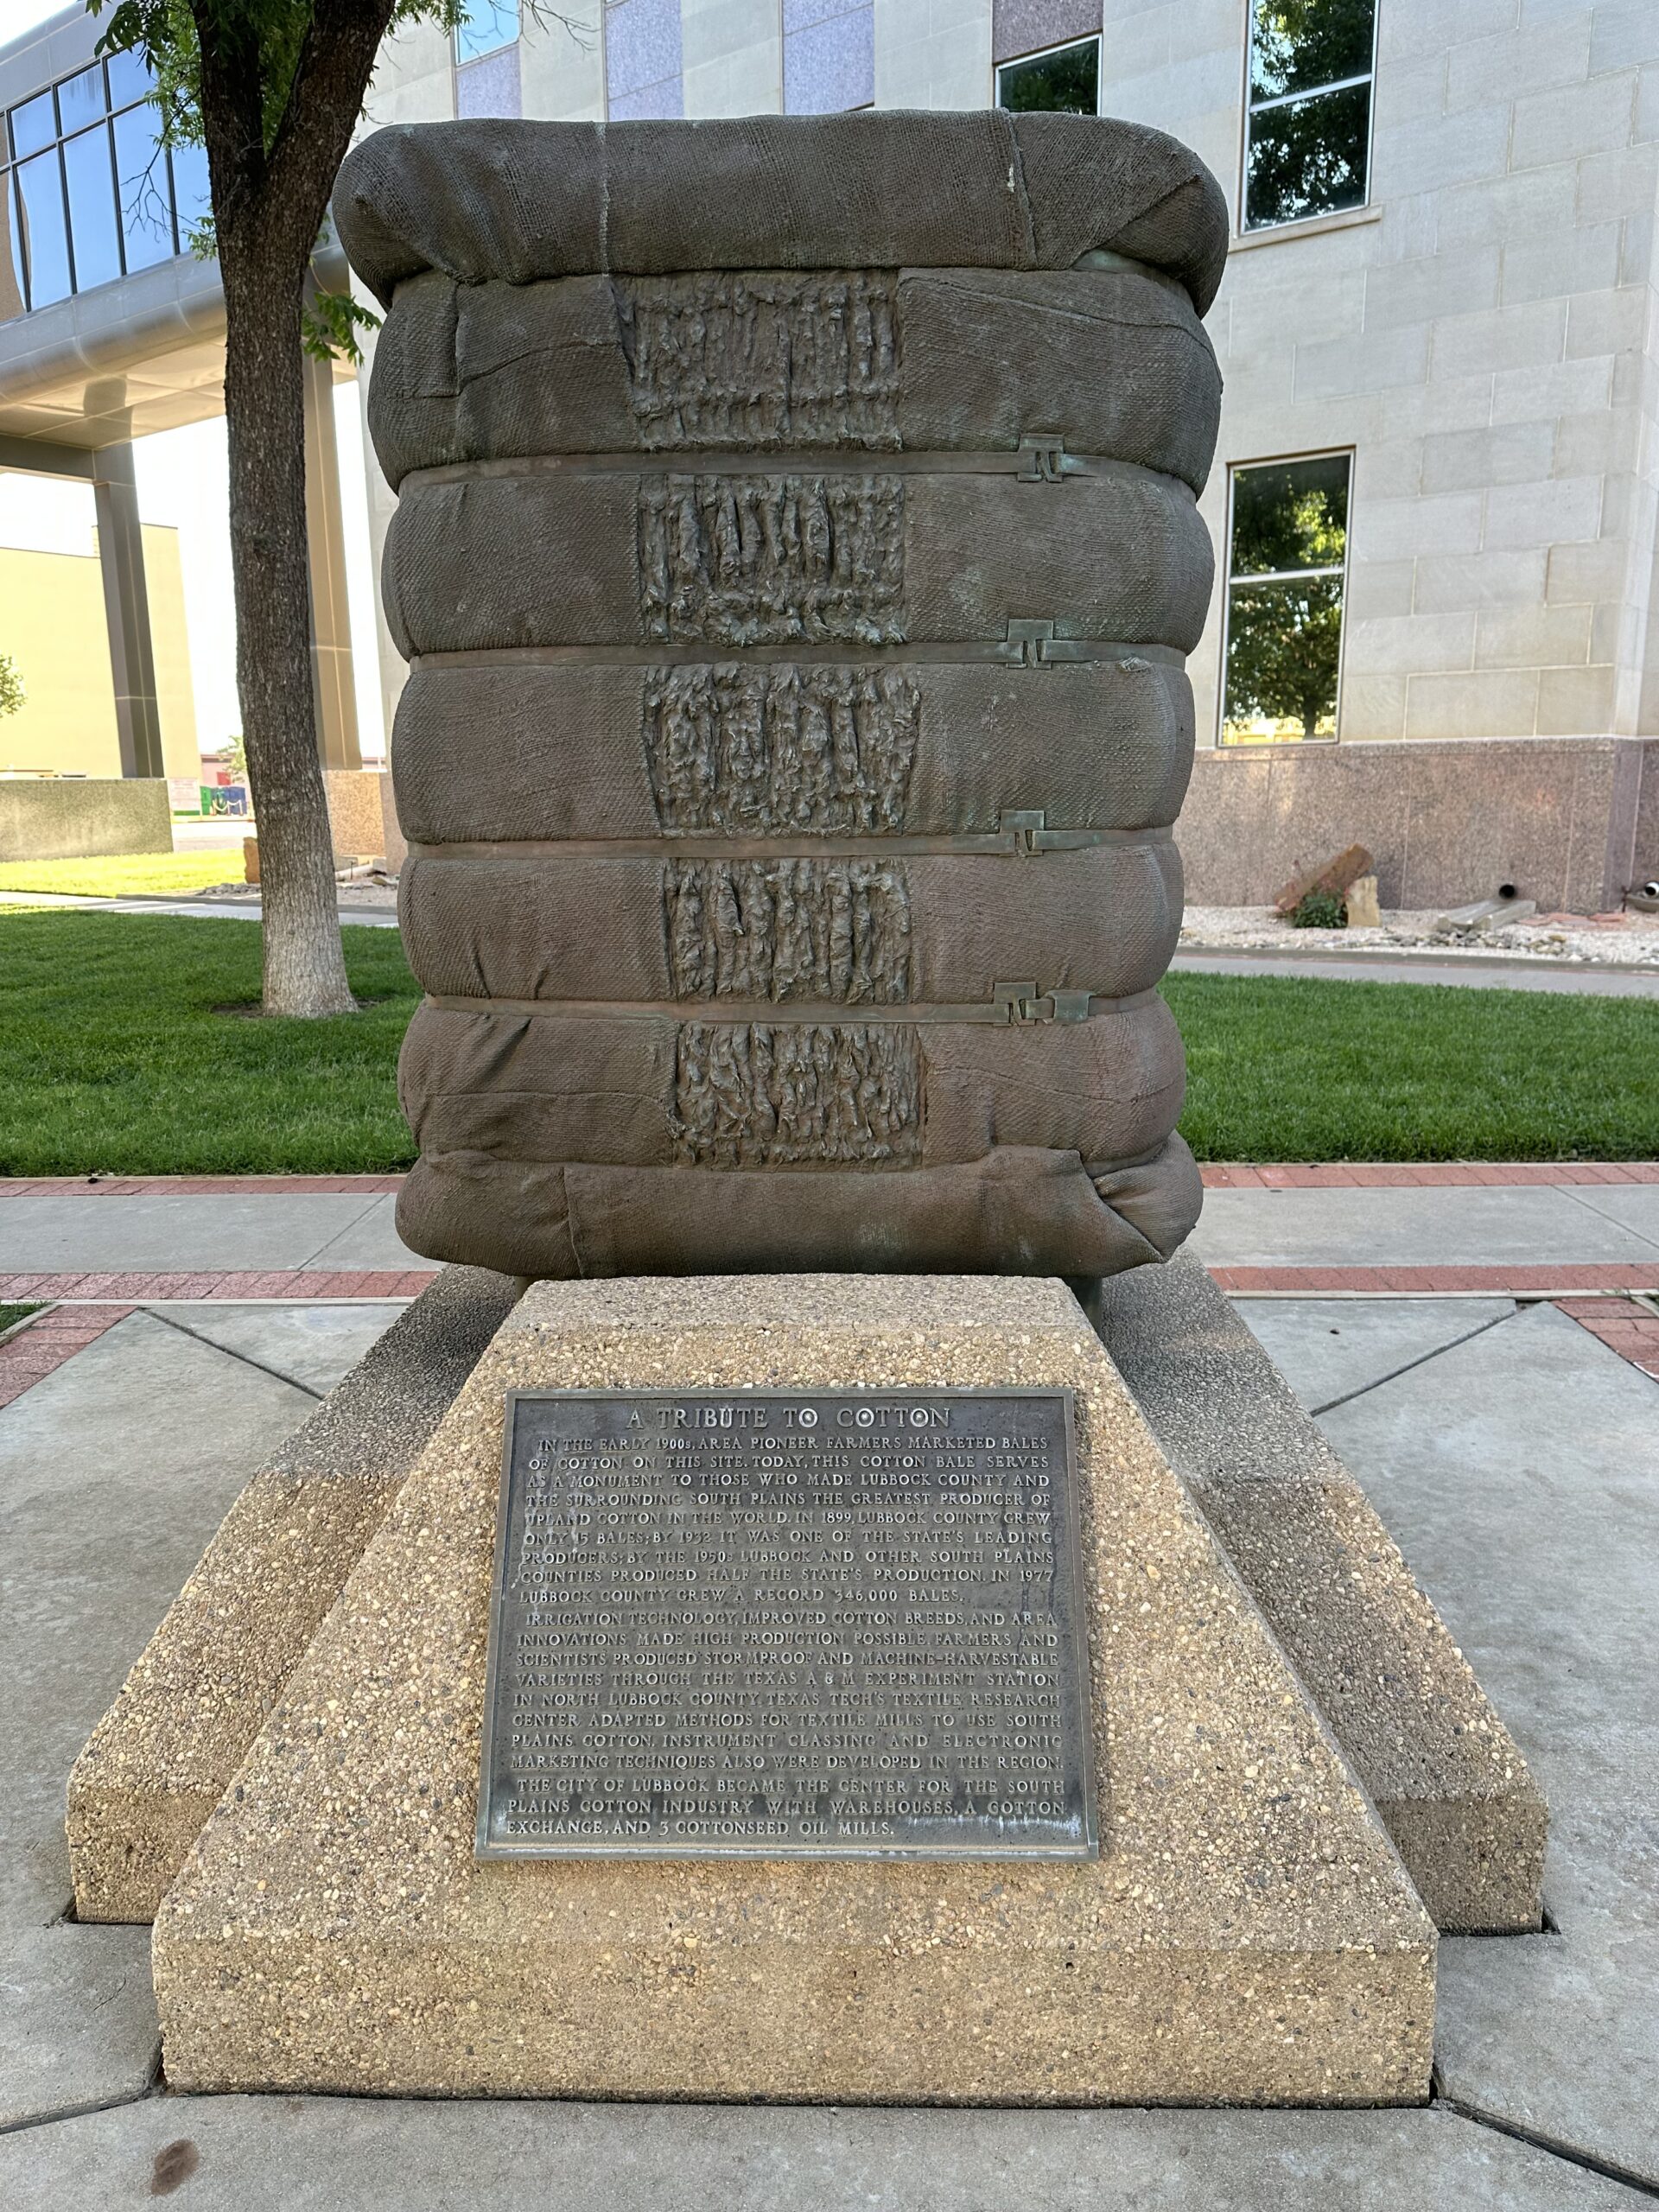 A TRIBUTE TO COTTON
IN THE EARLY 1900s, AREA PIONEER FARMERS MARKETED BALES
OF COTTON ON THIS SITE. TODAY, THIS COTTON BALE SERVES
AS A MONUMENT TO THOSE WHO MADE LUBBOCK COUNTY AND
THE SURROUNDING SOUTH PLAINS THE GREATEST PRODUCER OF
UPLAND COTTON IN THE WORLD. IN 1899, LUBBOCK COUNTY GREW
ONLY 15 BALES; BY 1932 IT WAS ONE OF THE STATE'S LEADING
PRODUCERS; BY THE 1950s LUBBOCK AND OTHER SOUTH PLAINS
COUNTIES PRODUCED HALF THE STATE'S PRODUCTION. IN 1977
LUBBOCK COUNTY GREW A RECORD 346,000 BALES.
IRRIGATION TECHNOLOGY, IMPROVED COTTON BREEDS, AND AREA
INNOVATIONS MADE HIGH PRODUCTION POSSIBLE. FARMERS AND
SCIENTISTS PRODUCED STORMPROOF AND MACHINE-HARVESTABLE
VARIETIES THROUGH THE TEXAS A & M EXPERIMENT STATION
IN NORTH LUBBOCK COUNTY. TEXAS TECH'S TEXTILE RESEARCH
CENTER ADAPTED METHODS FOR TEXTILE MILLS TO USE SOUTH
PLAINS COTTON. INSTRUMENT CLASSING AND ELECTRONIC
MARKETING TECHNIQUES ALSO WERE DEVELOPED IN THE REGION.
THE CITY OF LUBBOCK BECAME THE CENTER FOR THE SOUTH
PLAINS COTTON INDUSTRY WITH WAREHOUSES, A COTTON
EXCHANGE, AND 3 COTTONSEED OIL MILLS.